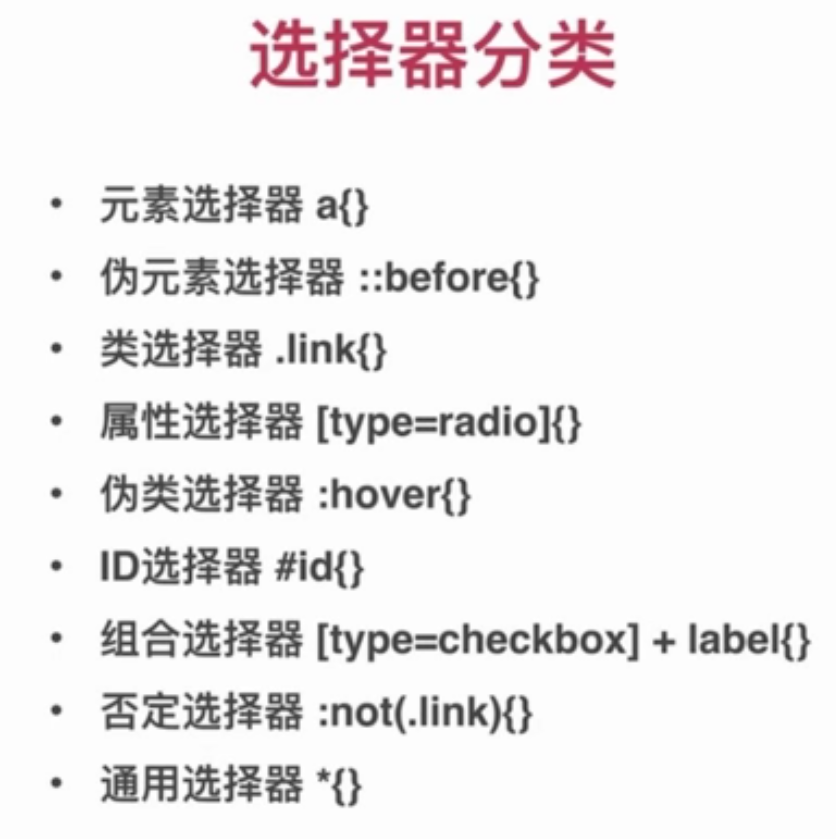 选择器分类
• 元素选择器 a{}
• 伪元素选择器 ::before{}
• 类选择器 .link{}
• 属性选择器 [type=radio]{}
• 伪类选择器 :hover{}
• ID选择器 #id{}
• 组合选择器 [type=checkbox] + label{}
• 否定选择器 :not(.link){}
• 通用选择器 *{}